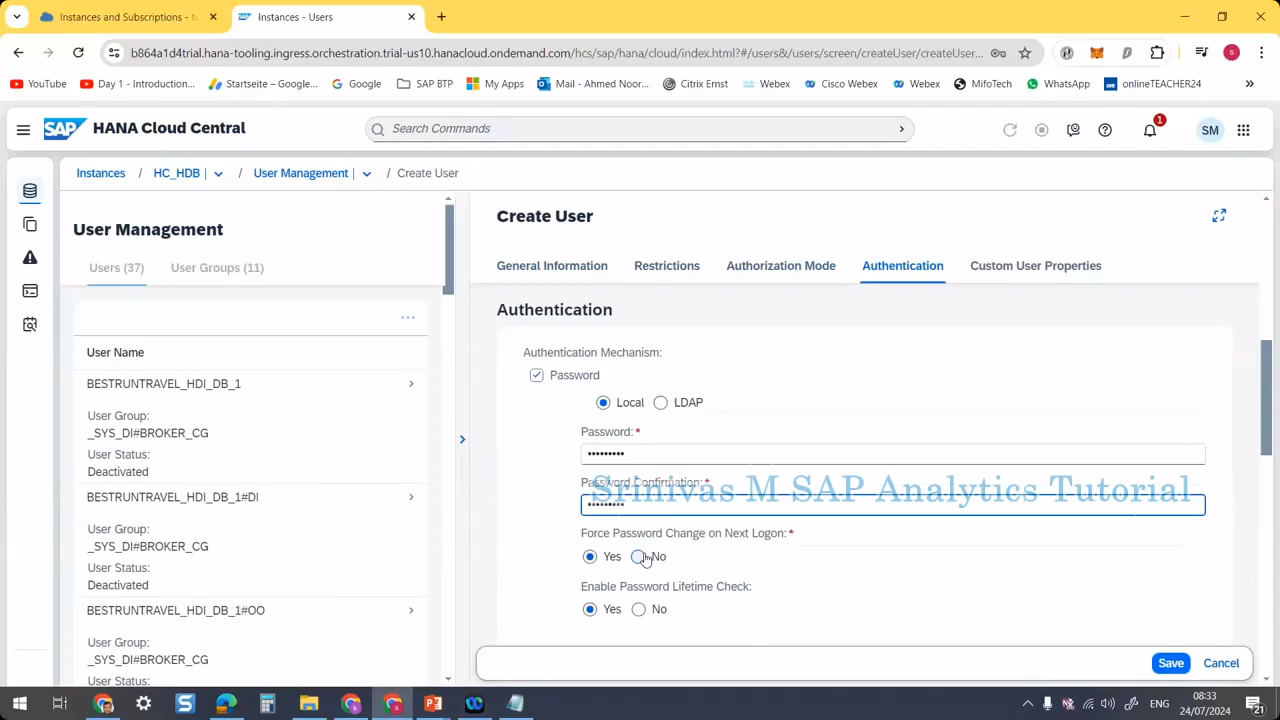 Instances and Subscriptions - t
Instances - Users
b864a1d4trial.hana-tooling.ingress.orchestration.trial-us10.hanacloud.ondemand.com/hcs/sap/hana/cloud/index.html?#/users&/users/screen/createUser/createUser...
S
YouTube
Day 1 - Introduction...
Startseite – Google...
Google
SAP BTP
My Apps
Mail - Ahmed Noor...
Citrix Ernst
Webex
Cisco Webex
Webex
MifoTech
WhatsApp
onlineTEACHER24
SAP HANA Cloud Central
Search Commands
1
SM
Instances / HC_HDB | / User Management | / Create User
User Management
Users (37)
User Groups (11)
User Name
BESTRUNTRAVEL_HDI_DB_1
User Group:
_SYS_DI#BROKER_CG
User Status:
Deactivated
BESTRUNTRAVEL_HDI_DB_1#DI
User Group:
_SYS_DI#BROKER_CG
User Status:
Deactivated
BESTRUNTRAVEL_HDI_DB_1#OO
User Group:
_SYS_DI#BROKER_CG
User Status:
Create User
General Information
Restrictions
Authorization Mode
Authentication
Custom User Properties
Authentication
Authentication Mechanism:
Password
Local
LDAP
Password: *
•••••••••
Password Confirmation: *
Srinivas M SAP Analytics Tutorial
•••••••••
Force Password Change on Next Logon: *
Yes
No
Enable Password Lifetime Check:
Yes
No
Save
Cancel
ENG
08:33
24/07/2024
21